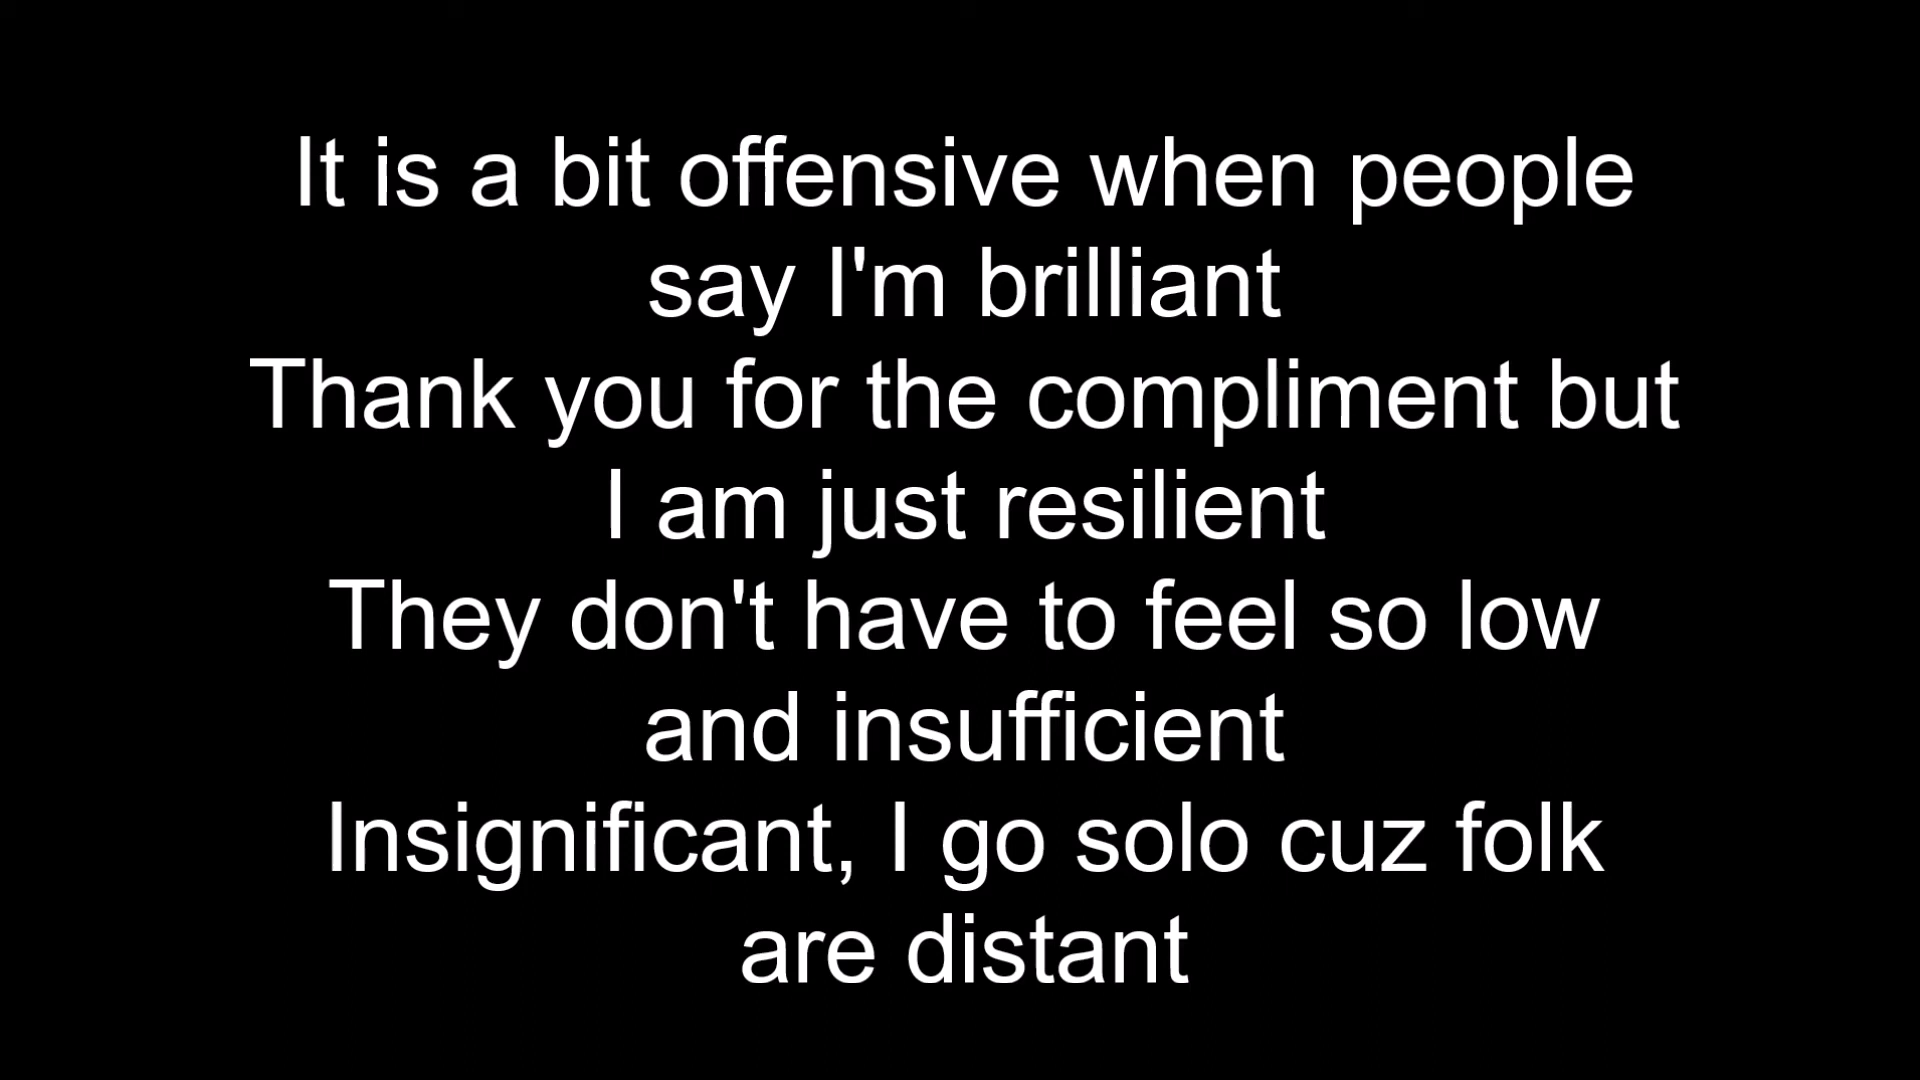 It is a bit offensive when people
say I'm brilliant
Thank you for the compliment but
I am just resilient
They don't have to feel so low
and insufficient
Insignificant, I go solo cuz folk
are distant